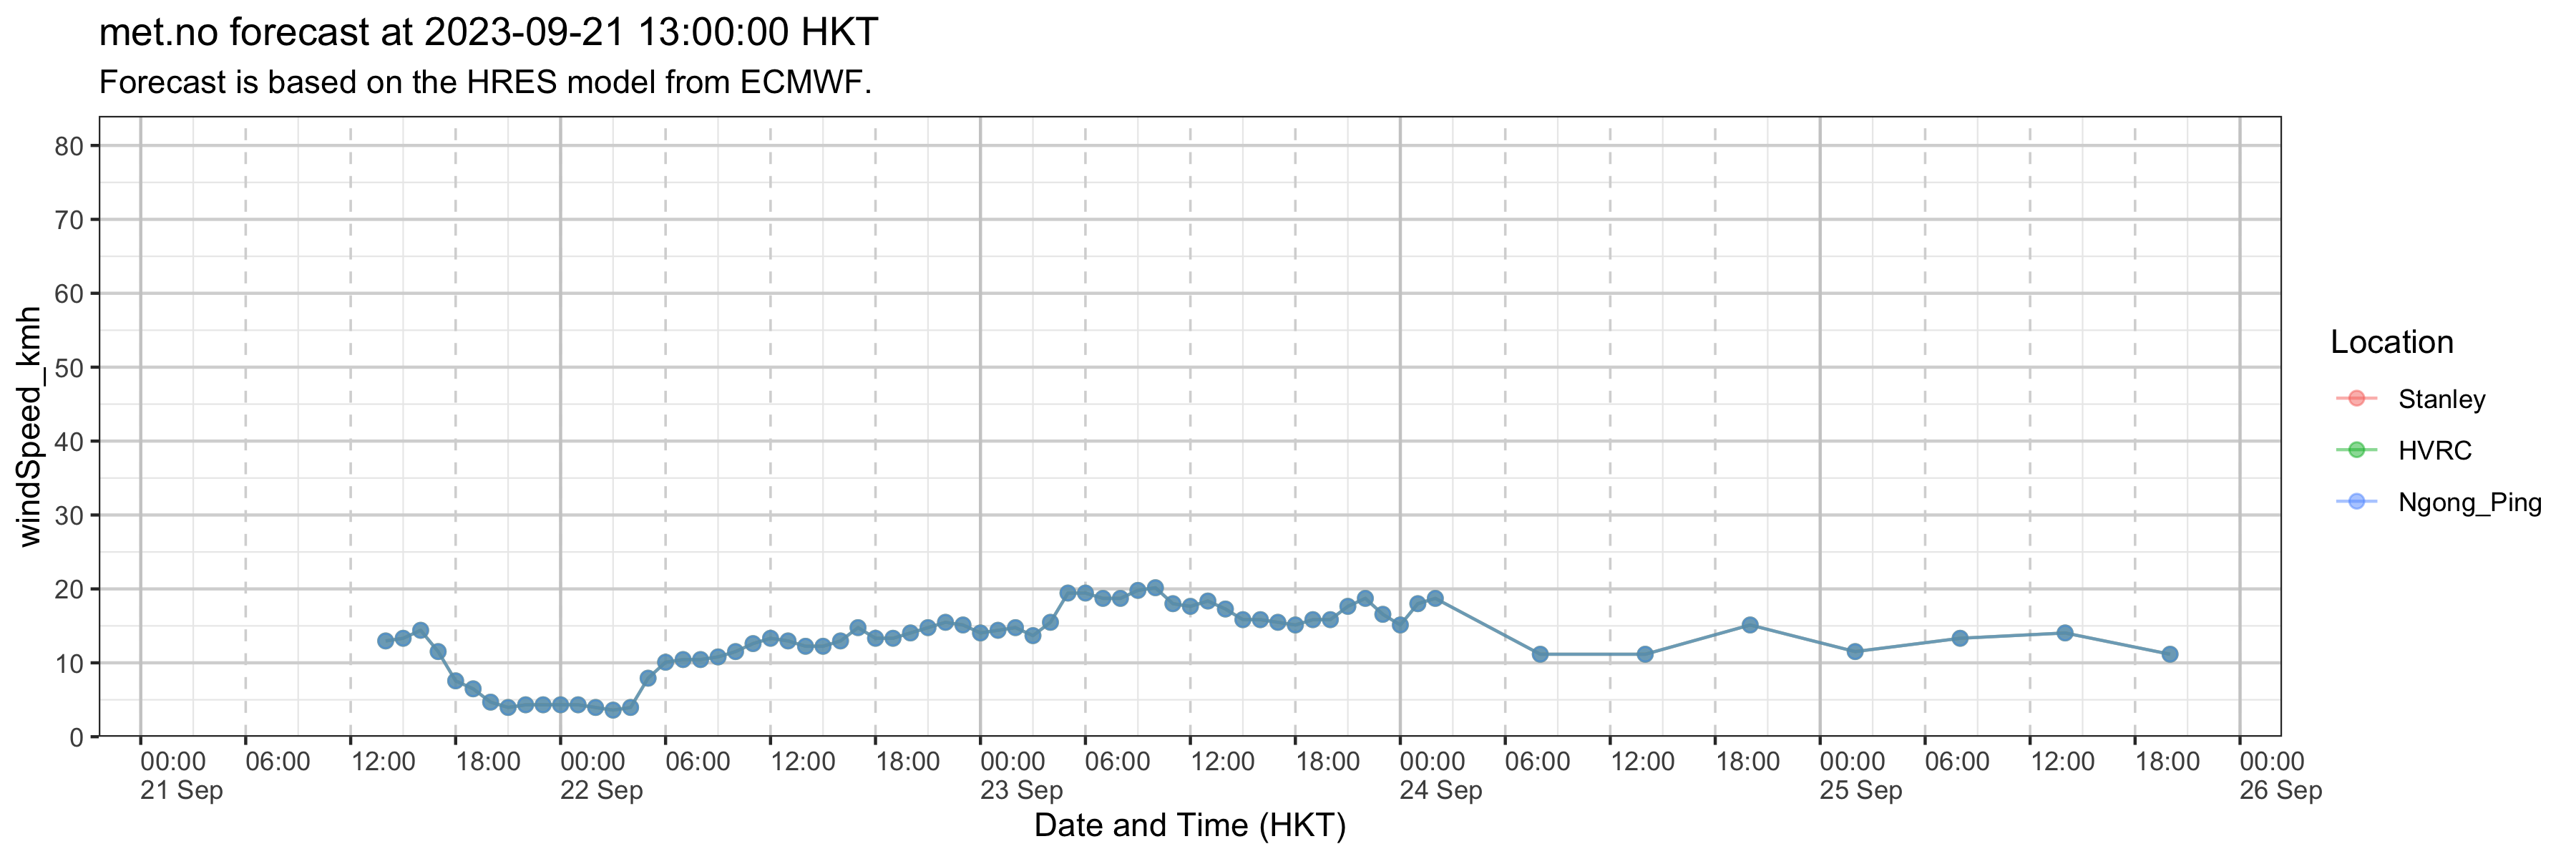 met.no forecast at 2023-09-21 13:00:00 HKT
Forecast is based on the HRES model from ECMWF.
windSpeed_kmh
80
70
60
50
40
30
20
10
0
00:00 06:00 12:00 18:00 00:00 06:00 12:00 18:00 00:00 06:00 12:00 18:00 00:00 06:00 12:00 18:00 00:00 06:00 12:00 18:00 00:00
21 Sep 22 Sep 23 Sep 24 Sep 25 Sep 26 Sep
Date and Time (HKT)
Location
Stanley
HVRC
Ngong_Ping